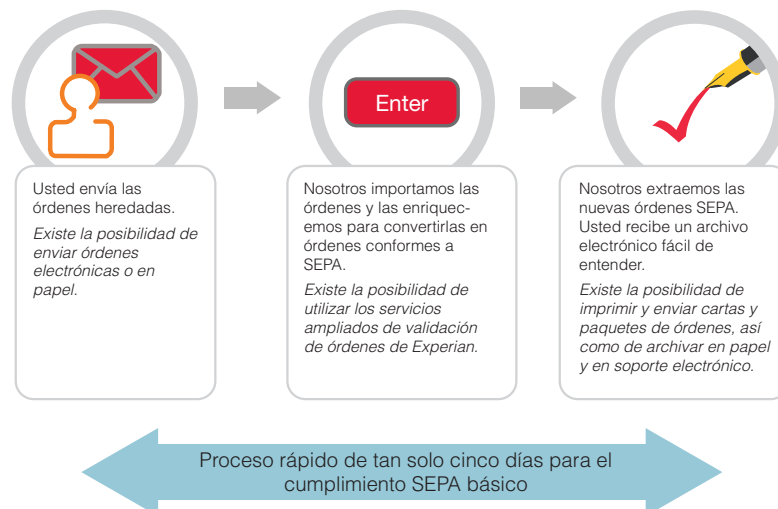 Enter
Usted envía las
órdenes heredadas.
Existe la posibilidad de
enviar órdenes
electrónicas o en
papel.
Nosotros importamos las
órdenes y las enriquec-
emos para convertirlas en
órdenes conformes a
SEPA.
Existe la posibilidad de
utilizar los servicios
ampliados de validación
de órdenes de Experian.
Nosotros extraemos las
nuevas órdenes SEPA.
Usted recibe un archivo
electrónico fácil de
entender.
Existe la posibilidad de
imprimir y enviar cartas y
paquetes de órdenes, así
como de archivar en papel
y en soporte electrónico.
Proceso rápido de tan solo cinco días para el
cumplimiento SEPA básico